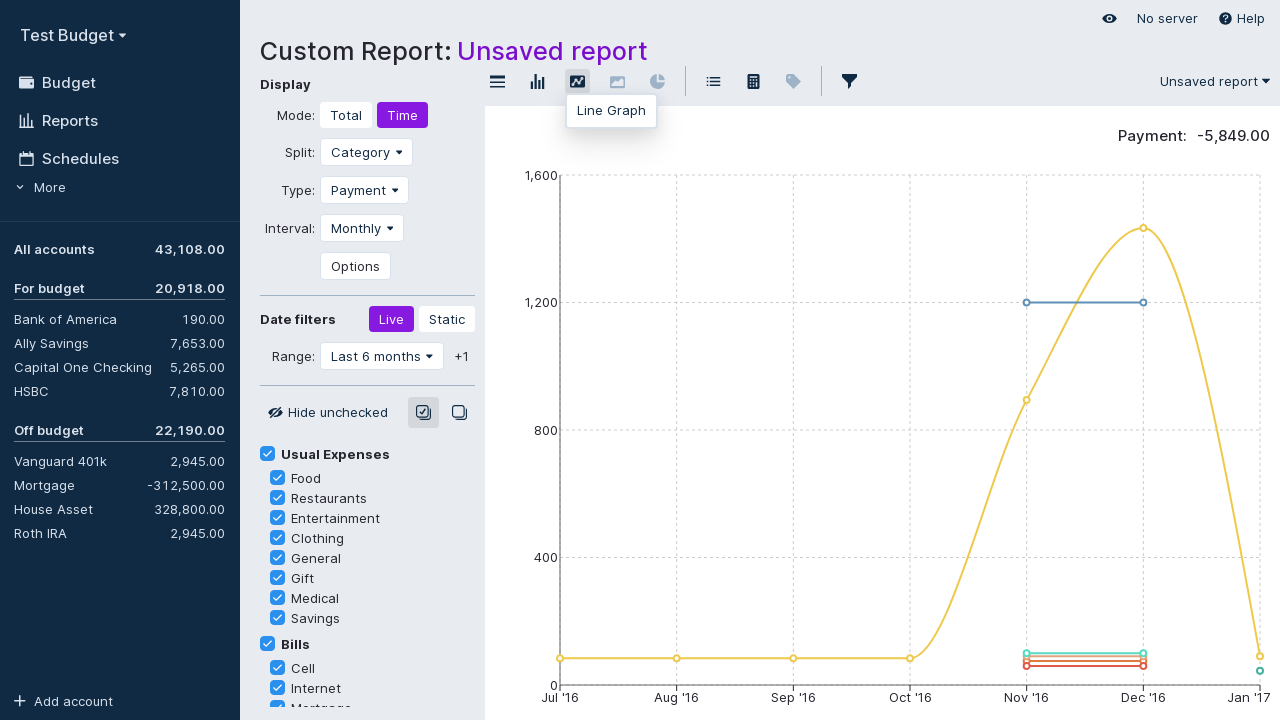 Test Budget
Budget
Reports
Schedules
More
All accounts 43,108.00
For budget 20,918.00
Bank of America 190.00
Ally Savings 7,653.00
Capital One Checking 5,265.00
HSBC 7,810.00
Off budget 22,190.00
Vanguard 401k 2,945.00
Mortgage -312,500.00
House Asset 328,800.00
Roth IRA 2,945.00
Add account
No server Help
Custom Report: Unsaved report
Display
Mode: Total Time
Split: Category
Type: Payment
Interval: Monthly
Options
Date filters Live Static
Range: Last 6 months +1
Hide unchecked
Usual Expenses
Food
Restaurants
Entertainment
Clothing
General
Gift
Medical
Savings
Bills
Cell
Internet
Mortgage
Unsaved report
Line Graph
Payment: -5,849.00
1,600
1,200
800
400
0
Jul '16 Aug '16 Sep '16 Oct '16 Nov '16 Dec '16 Jan '17